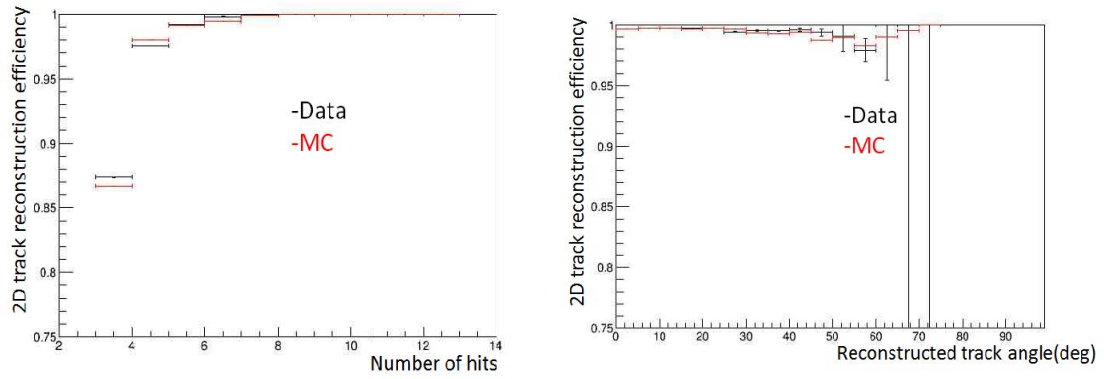 2D track reconstruction efficiency
1
0.95
0.9
0.85
0.8
0.75
2 4 6 8 10 12 14
Number of hits
-Data
-MC
2D track reconstruction efficiency
1
0.95
0.9
0.85
0.8
0.75
0 10 20 30 40 50 60 70 80 90
Reconstructed track angle(deg)
-Data
-MC